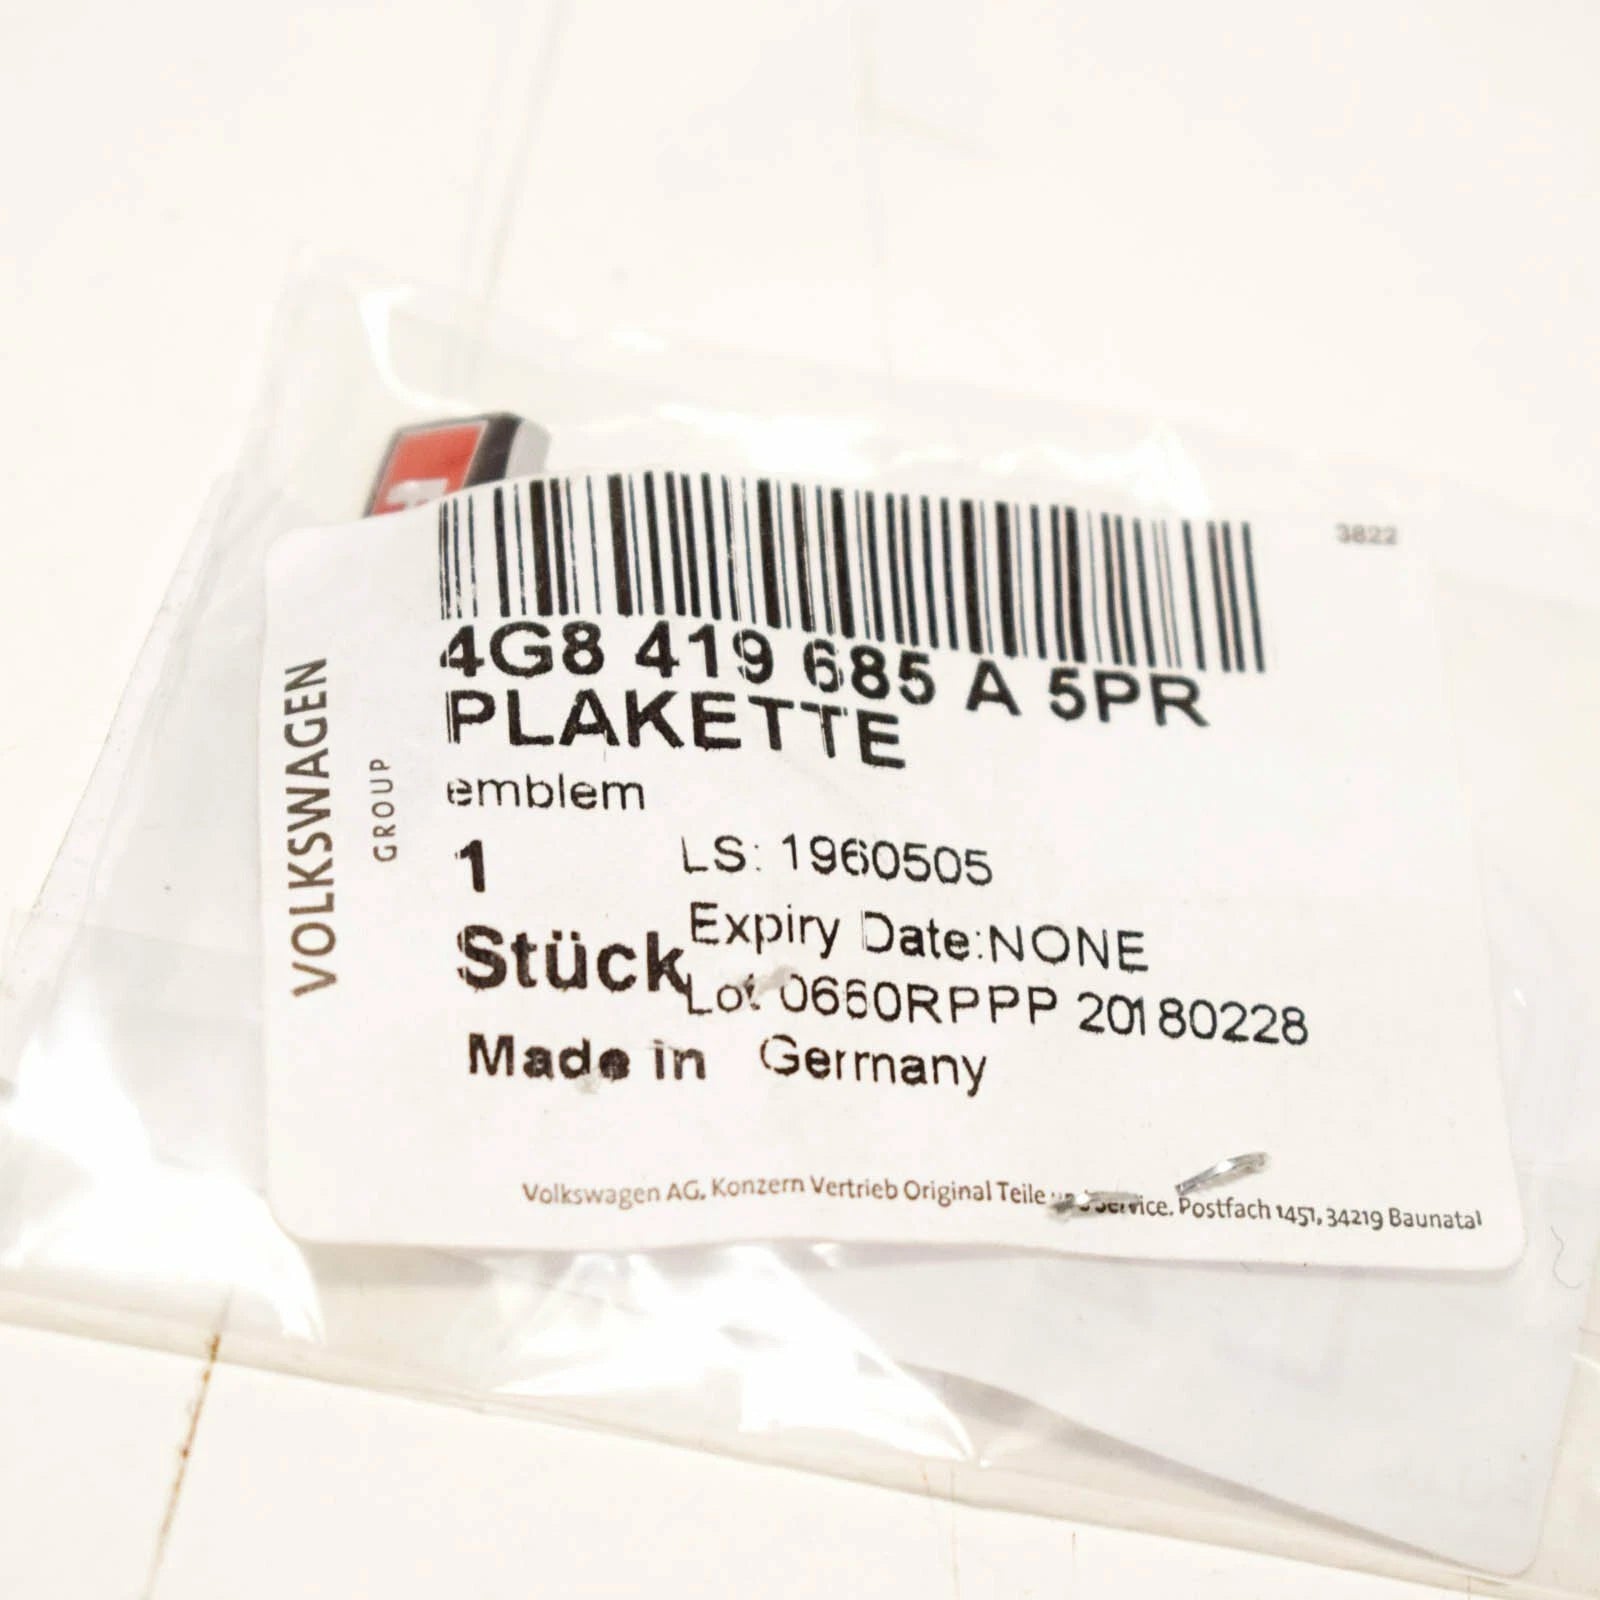 3822
4G8 419 685 A 5PR
PLAKETTE
emblem
1
LS: 1960505
Stück
Expiry Date:NONE
Lot 0660RPPP 20180228
Made in Germany
Volkswagen AG, Konzern Vertrieb Original Teile und Service. Postfach 1451, 34219 Baunatal
VOLKSWAGEN
GROUP